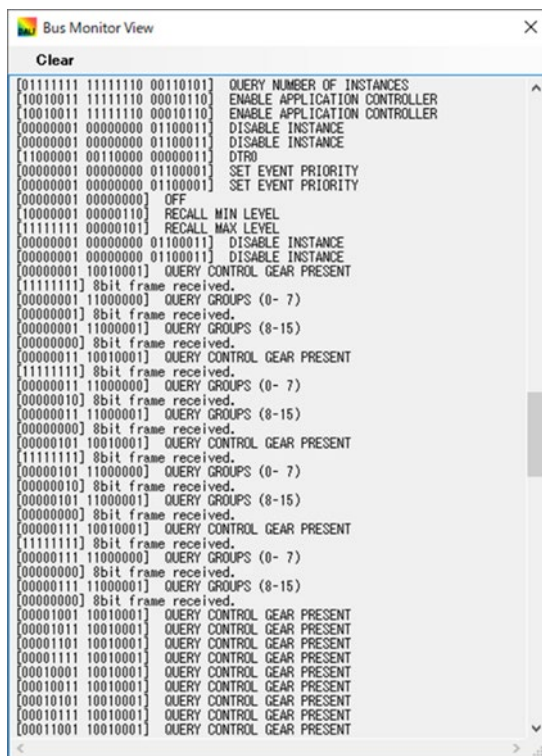 DALI Bus Monitor View
Clear
[01111111 11111110 00110101] QUERY NUMBER OF INSTANCES
[10010011 11111110 00010110] ENABLE APPLICATION CONTROLLER
[10010011 11111110 00010110] ENABLE APPLICATION CONTROLLER
[00000001 00000000 01100011] DISABLE INSTANCE
[00000001 00000000 01100011] DISABLE INSTANCE
[11000001 00110000 00000011] DTR0
[00000001 00000000 01100001] SET EVENT PRIORITY
[00000001 00000000 01100001] SET EVENT PRIORITY
[00000001 00000000] OFF
[10000001 00000110] RECALL MIN LEVEL
[11111111 00000101] RECALL MAX LEVEL
[00000001 00000000 01100011] DISABLE INSTANCE
[00000001 00000000 01100011] DISABLE INSTANCE
[00000001 10010001] QUERY CONTROL GEAR PRESENT
[11111111] 8bit frame received.
[00000001 11000000] QUERY GROUPS (0- 7)
[00000001] 8bit frame received.
[00000001 11000001] QUERY GROUPS (8-15)
[00000000] 8bit frame received.
[00000011 10010001] QUERY CONTROL GEAR PRESENT
[11111111] 8bit frame received.
[00000011 11000000] QUERY GROUPS (0- 7)
[00000010] 8bit frame received.
[00000011 11000001] QUERY GROUPS (8-15)
[00000000] 8bit frame received.
[00000101 10010001] QUERY CONTROL GEAR PRESENT
[11111111] 8bit frame received.
[00000101 11000000] QUERY GROUPS (0- 7)
[00000010] 8bit frame received.
[00000101 11000001] QUERY GROUPS (8-15)
[00000000] 8bit frame received.
[00000111 10010001] QUERY CONTROL GEAR PRESENT
[11111111] 8bit frame received.
[00000111 11000000] QUERY GROUPS (0- 7)
[00000000] 8bit frame received.
[00000111 11000001] QUERY GROUPS (8-15)
[00000000] 8bit frame received.
[00001001 10010001] QUERY CONTROL GEAR PRESENT
[00001011 10010001] QUERY CONTROL GEAR PRESENT
[00001101 10010001] QUERY CONTROL GEAR PRESENT
[00001111 10010001] QUERY CONTROL GEAR PRESENT
[00010001 10010001] QUERY CONTROL GEAR PRESENT
[00010011 10010001] QUERY CONTROL GEAR PRESENT
[00010101 10010001] QUERY CONTROL GEAR PRESENT
[00010111 10010001] QUERY CONTROL GEAR PRESENT
[00011001 10010001] QUERY CONTROL GEAR PRESENT